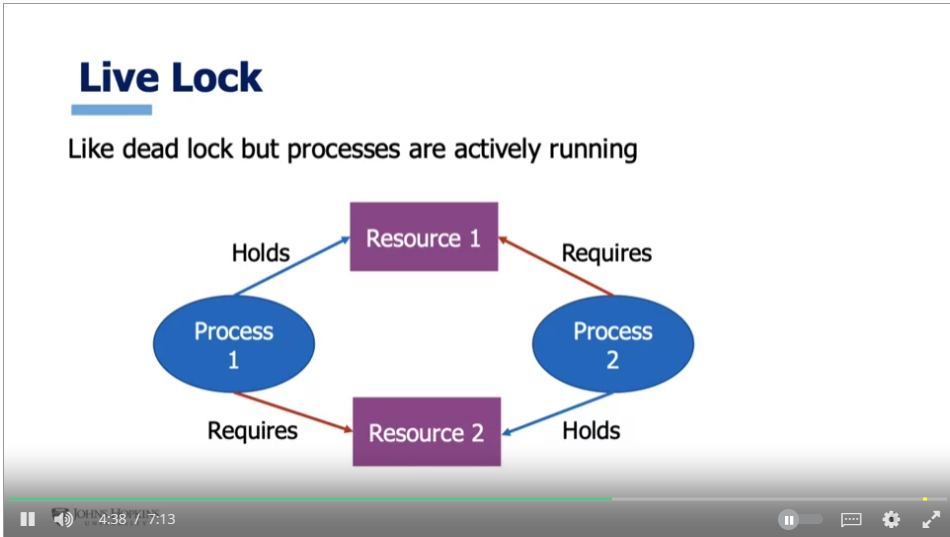 Live Lock
Like dead lock but processes are actively running
Resource 1
Holds
Requires
Process
1
Process
2
Requires
Resource 2
Holds
JOHNS HOPKINS
UNIVERSITY
4:38 / 7:13